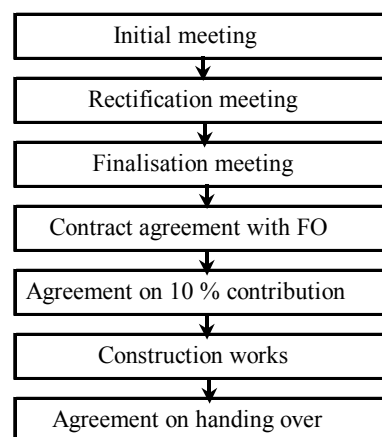 Initial meeting
Rectification meeting
Finalisation meeting
Contract agreement with FO
Agreement on 10 % contribution
Construction works
Agreement on handing over